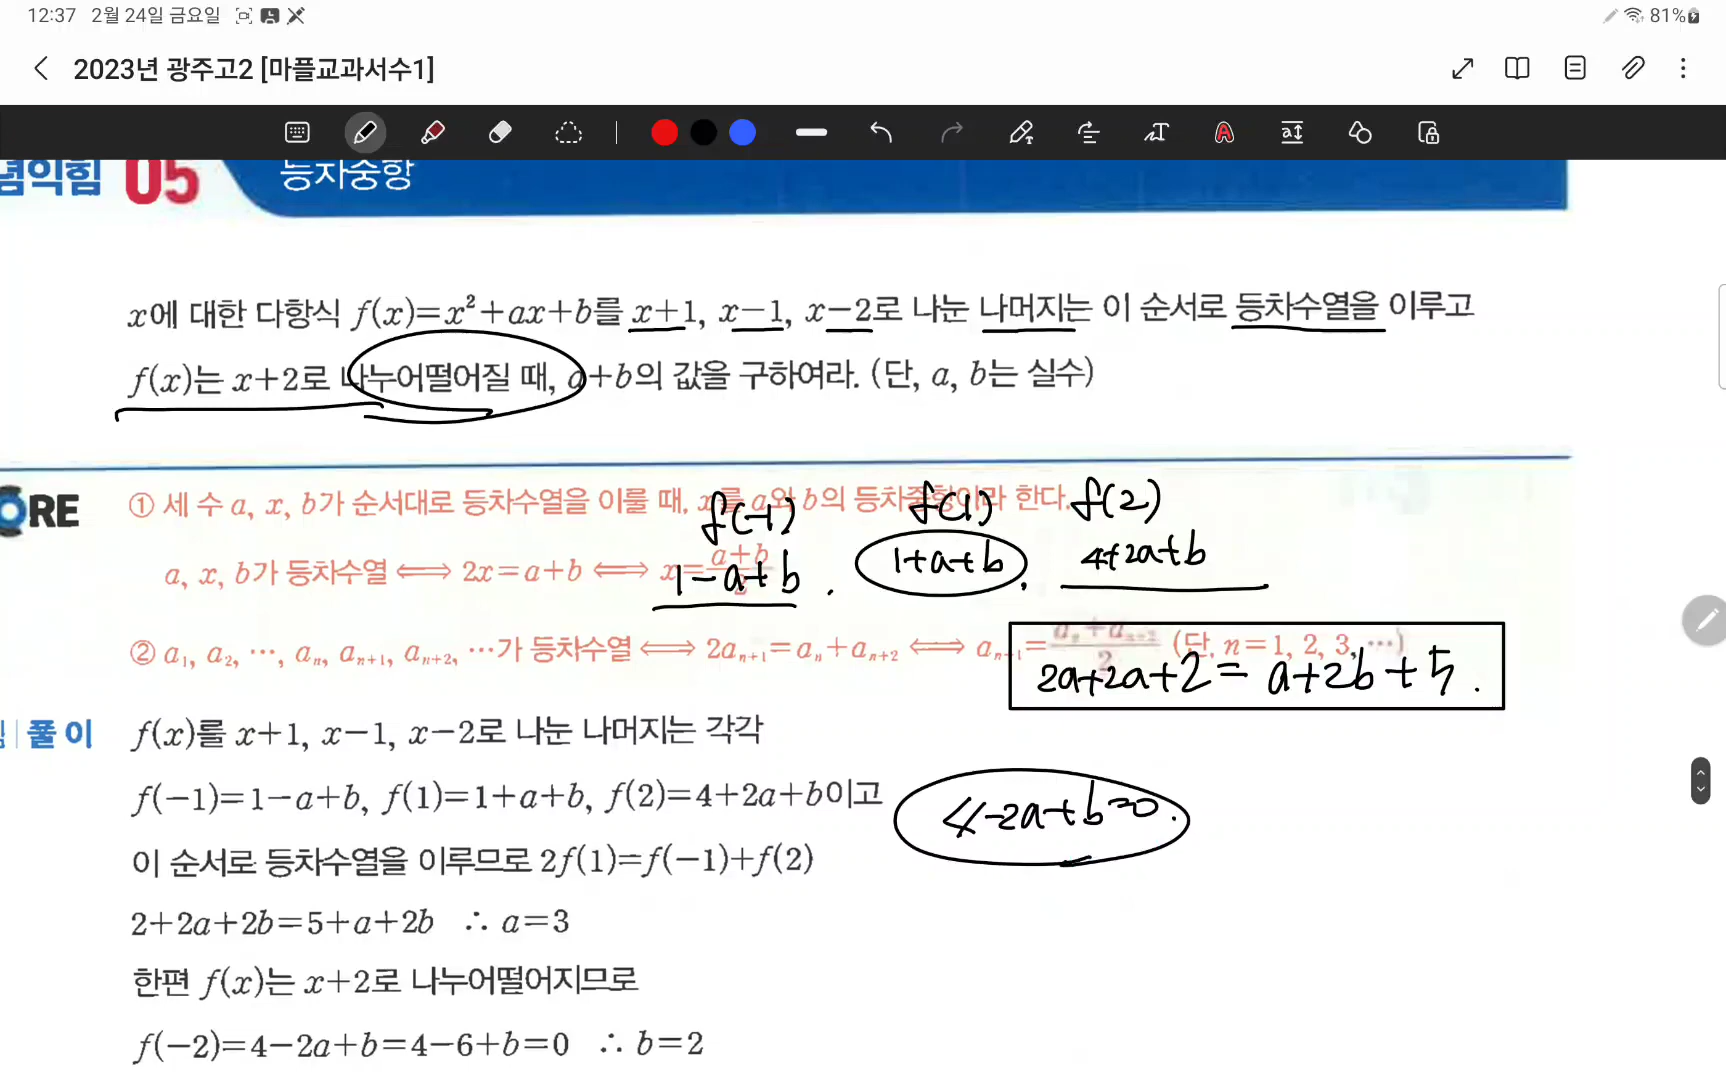 12:37 2월 24일 금요일 81%
2023년 광주고2 [마플교과서수1]
념익힘 05 등차중항
x에 대한 다항식 f(x)=x²+ax+b를 x+1, x−1, x−2로 나눈 나머지는 이 순서로 등차수열을 이루고
f(x)는 x+2로 나누어떨어질 때, a+b의 값을 구하여라. (단, a, b는 실수)
ORE ① 세 수 a, x, b가 순서대로 등차수열을 이룰 때, x를 a와 b의 등차중항이라 한다.
f(-1) f(1) f(2)
a, x, b가 등차수열 ⟺ 2x=a+b ⟺ x=a+b/2
1-a+b . 1+a+b . 4+2a+b
② a₁, a₂, ⋯, aₙ, aₙ₊₁, aₙ₊₂, ⋯가 등차수열 ⟺ 2aₙ₊₁=aₙ+aₙ₊₂ ⟺ aₙ₊₁=aₙ+aₙ₊₂/2 (단, n=1, 2, 3, ⋯)
2a+2a+2= a+2b+5.
풀이 f(x)를 x+1, x−1, x−2로 나눈 나머지는 각각
f(−1)=1−a+b, f(1)=1+a+b, f(2)=4+2a+b이고
4-2a+b=0.
이 순서로 등차수열을 이루므로 2f(1)=f(−1)+f(2)
2+2a+2b=5+a+2b ∴ a=3
한편 f(x)는 x+2로 나누어떨어지므로
f(−2)=4−2a+b=4−6+b=0 ∴ b=2